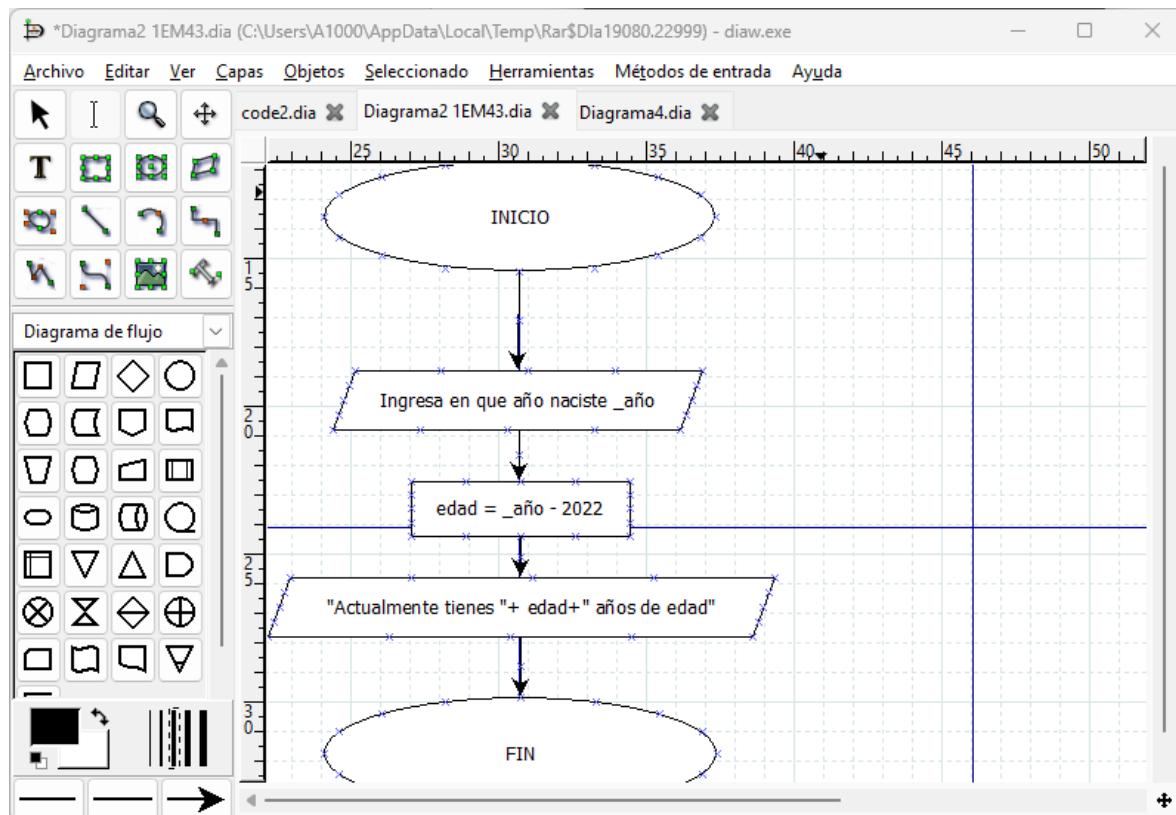 *Diagrama2 1EM43.dia (C:\Users\A1000\AppData\Local\Temp\Rar$DIa19080.22999) - diaw.exe
Archivo Editar Ver Capas Objetos Seleccionado Herramientas Métodos de entrada Ayuda
code2.dia Diagrama2 1EM43.dia Diagrama4.dia
25 30 35 40 45 50
T
INICIO
15
Diagrama de flujo
Ingresa en que año naciste _año
20
edad = _año - 2022
25
"Actualmente tienes "+ edad+" años de edad"
30
FIN